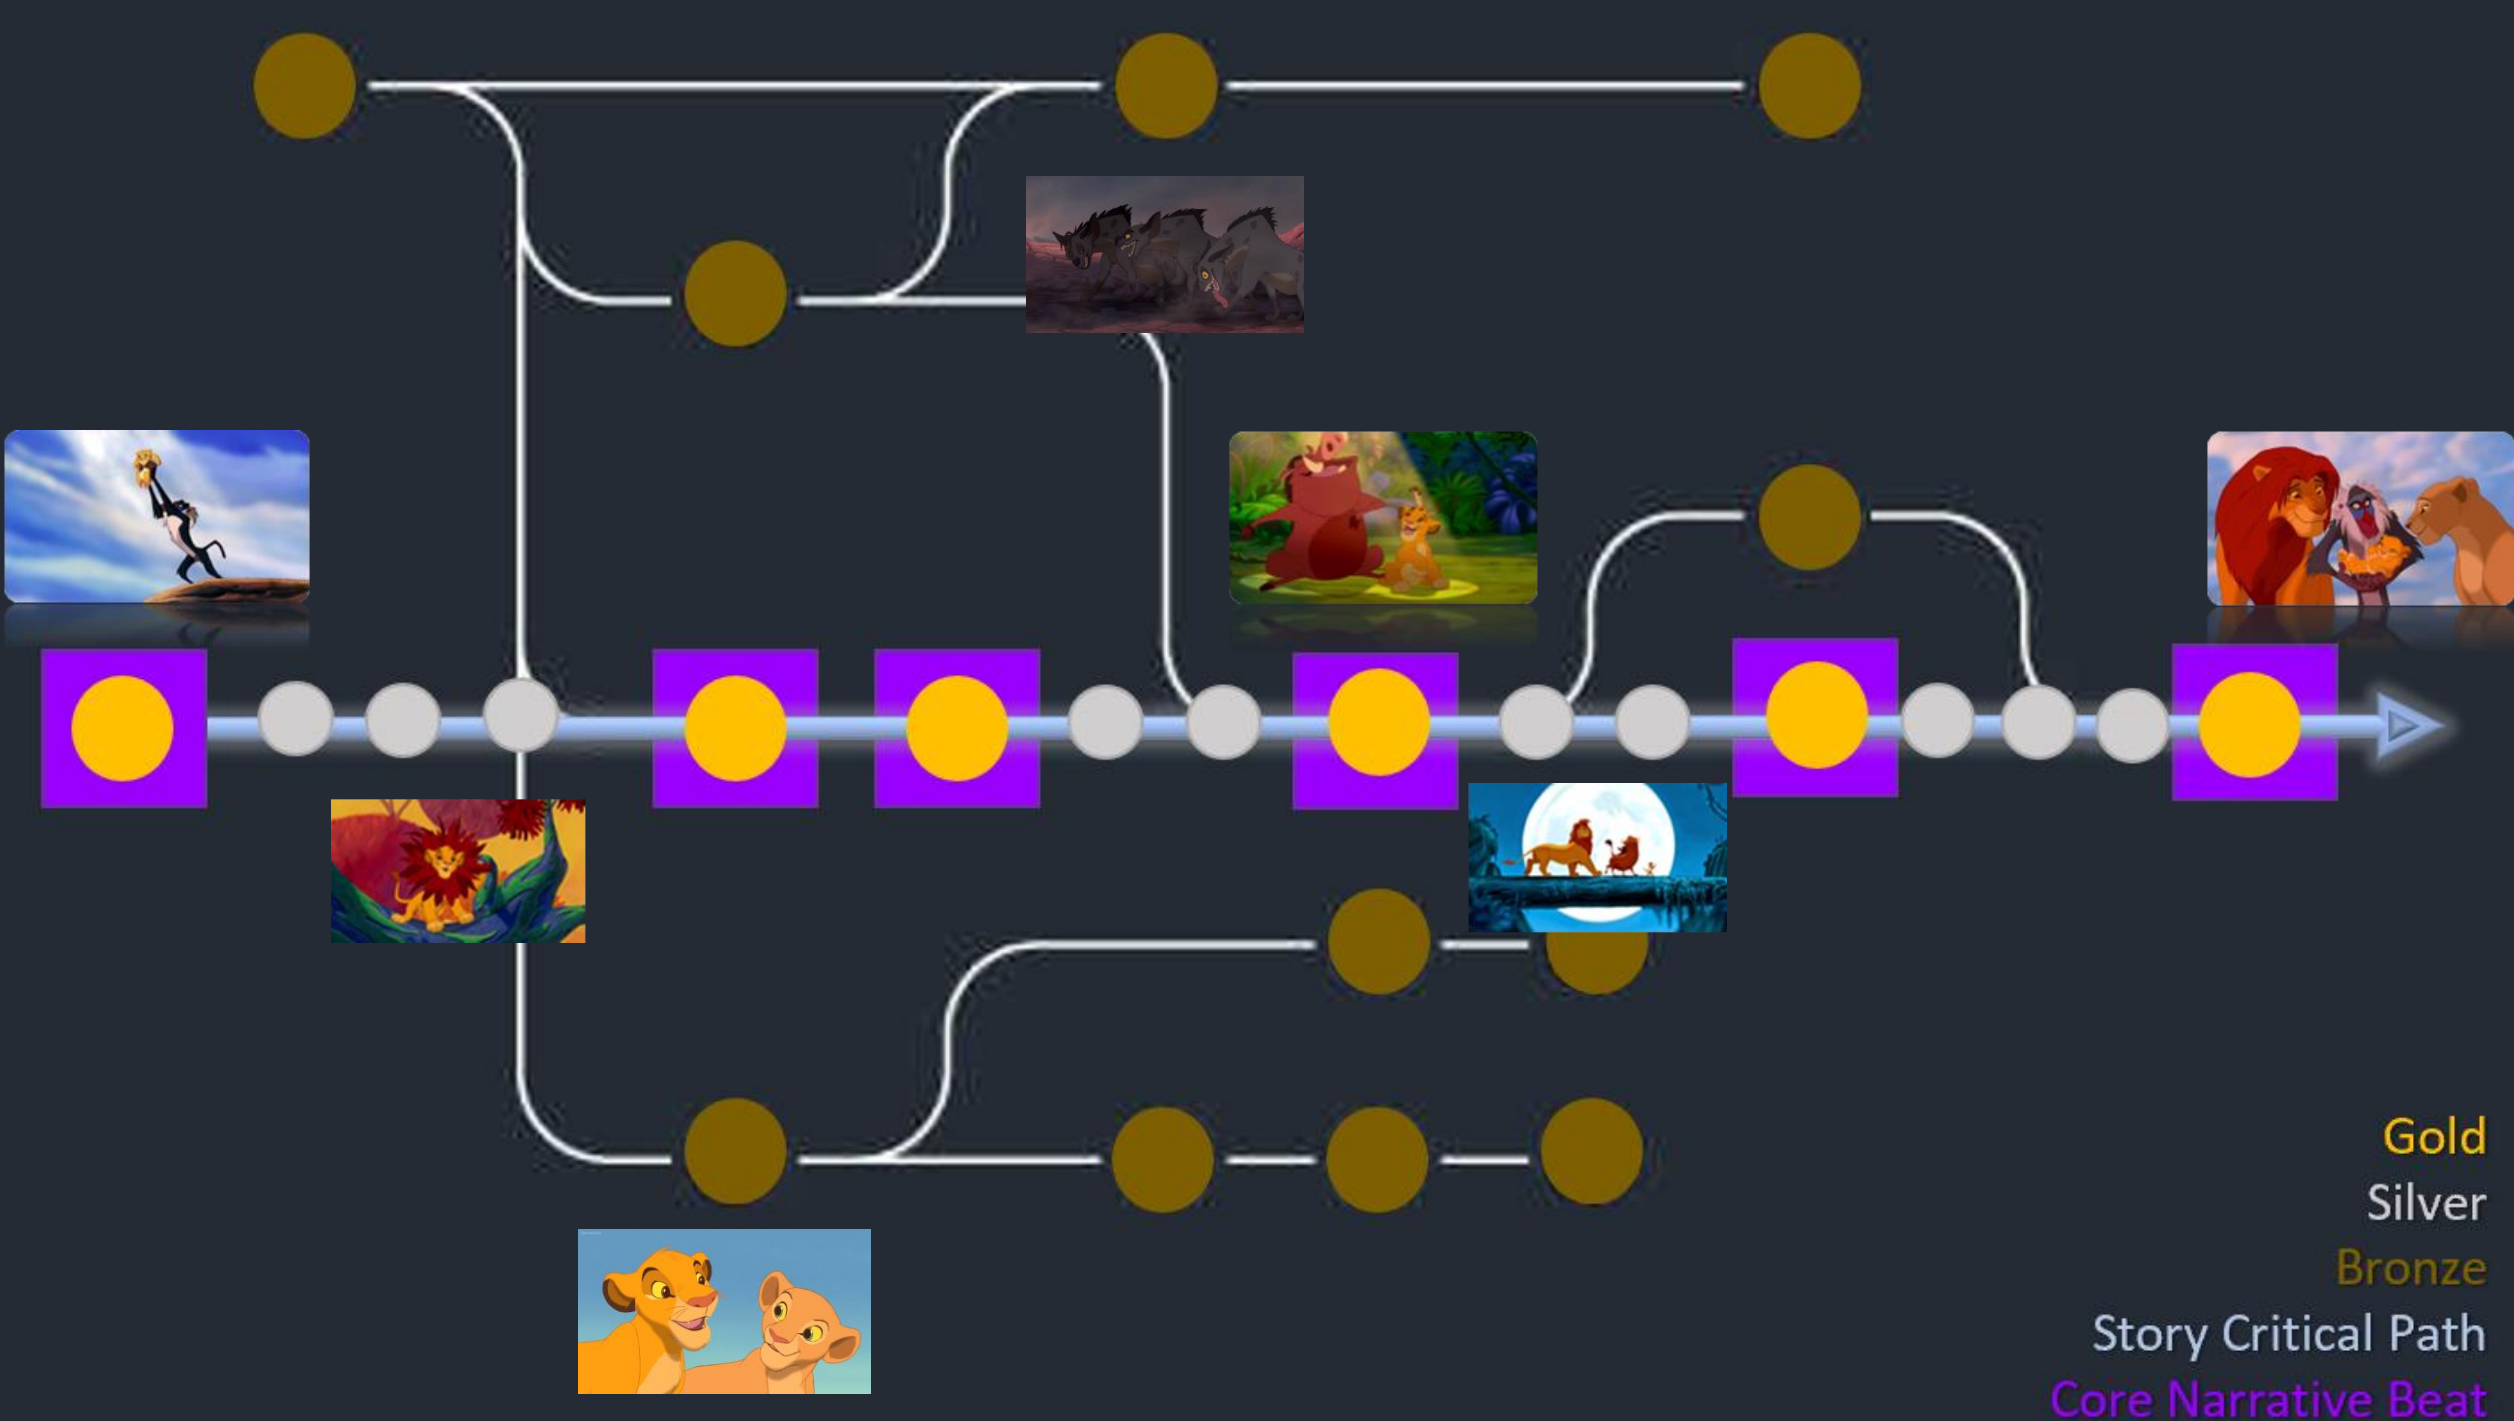 Gold
Silver
Bronze
Story Critical Path
Core Narrative Beat